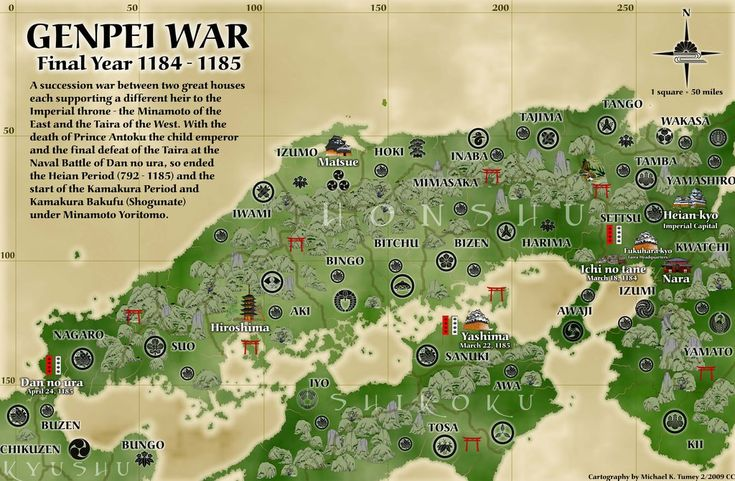 0
50
100
150
200
250
GENPEI WAR
Final Year 1184 - 1185
A succession war between two great houses
each supporting a different heir to the
Imperial throne - the Minamoto of the
East and the Taira of the West. With the
death of Prince Antoku the child emperor
and the final defeat of the Taira at the
Naval Battle of Dan no ura, so ended
the Heian Period (792 - 1185) and the
start of the Kamakura Period and
Kamakura Bakufu (Shogunate)
under Minamoto Yoritomo.
N
1 square - 50 miles
50
100
150
TANGO
TAJIMA
WAKASA
IZUMO
Matsue
HOKI
INABA
TAMBA
MIMASAKA
YAMASHIRO
IWAMI
HONSHU
SETTSU
Heian-kyo
Imperial Capital
BITCHU
BIZEN
HARIMA
Fukuhara-kyo
Taira Headquarters
KWATCHI
BINGO
Ichi no tane
March 18, 1184
Nara
IZUMI
AWAJI
AKI
Hiroshima
NAGARO
SUO
Yashima
March 22, 1185
SANUKI
YAMATO
Dan no ura
April 24, 1185
IYO
AWA
SHIKOKU
BUZEN
TOSA
KII
CHIKUZEN
BUNGO
KYUSHU
Cartography by Michael K. Tumey 2/2009 CC